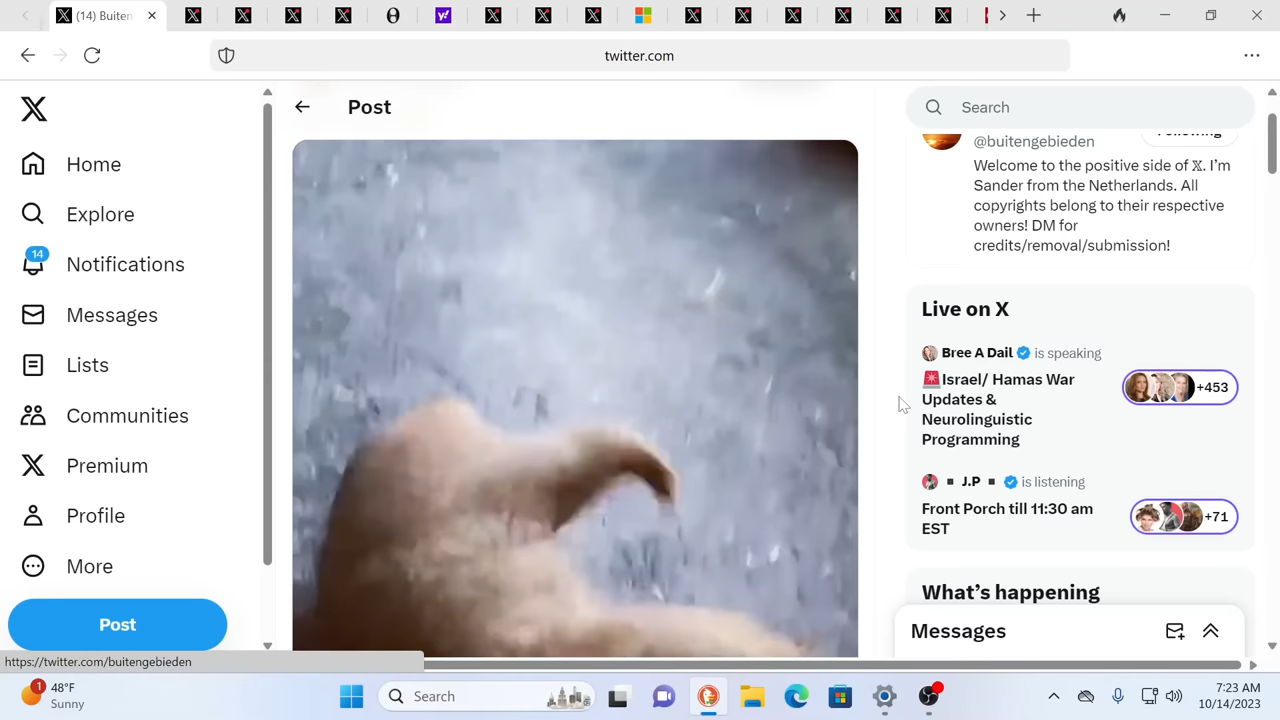 (14) Buiten
twitter.com
Post
Search
Home
Explore
14
Notifications
Messages
Lists
Communities
Premium
Profile
More
Post
Following
@buitengebieden
Welcome to the positive side of 𝕏. I'm
Sander from the Netherlands. All
copyrights belong to their respective
owners! DM for
credits/removal/submission!
Live on X
Bree A Dail is speaking
🚨Israel/ Hamas War
Updates &
Neurolinguistic
Programming
+453
▪ J.P ▪ is listening
Front Porch till 11:30 am
EST
+71
What's happening
Messages
https://twitter.com/buitengebieden
1
48°F
Sunny
Search
7:23 AM
10/14/2023